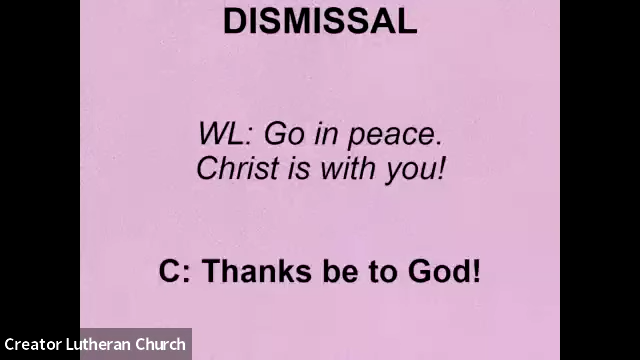 DISMISSAL
WL: Go in peace.
Christ is with you!
C: Thanks be to God!
Creator Lutheran Church